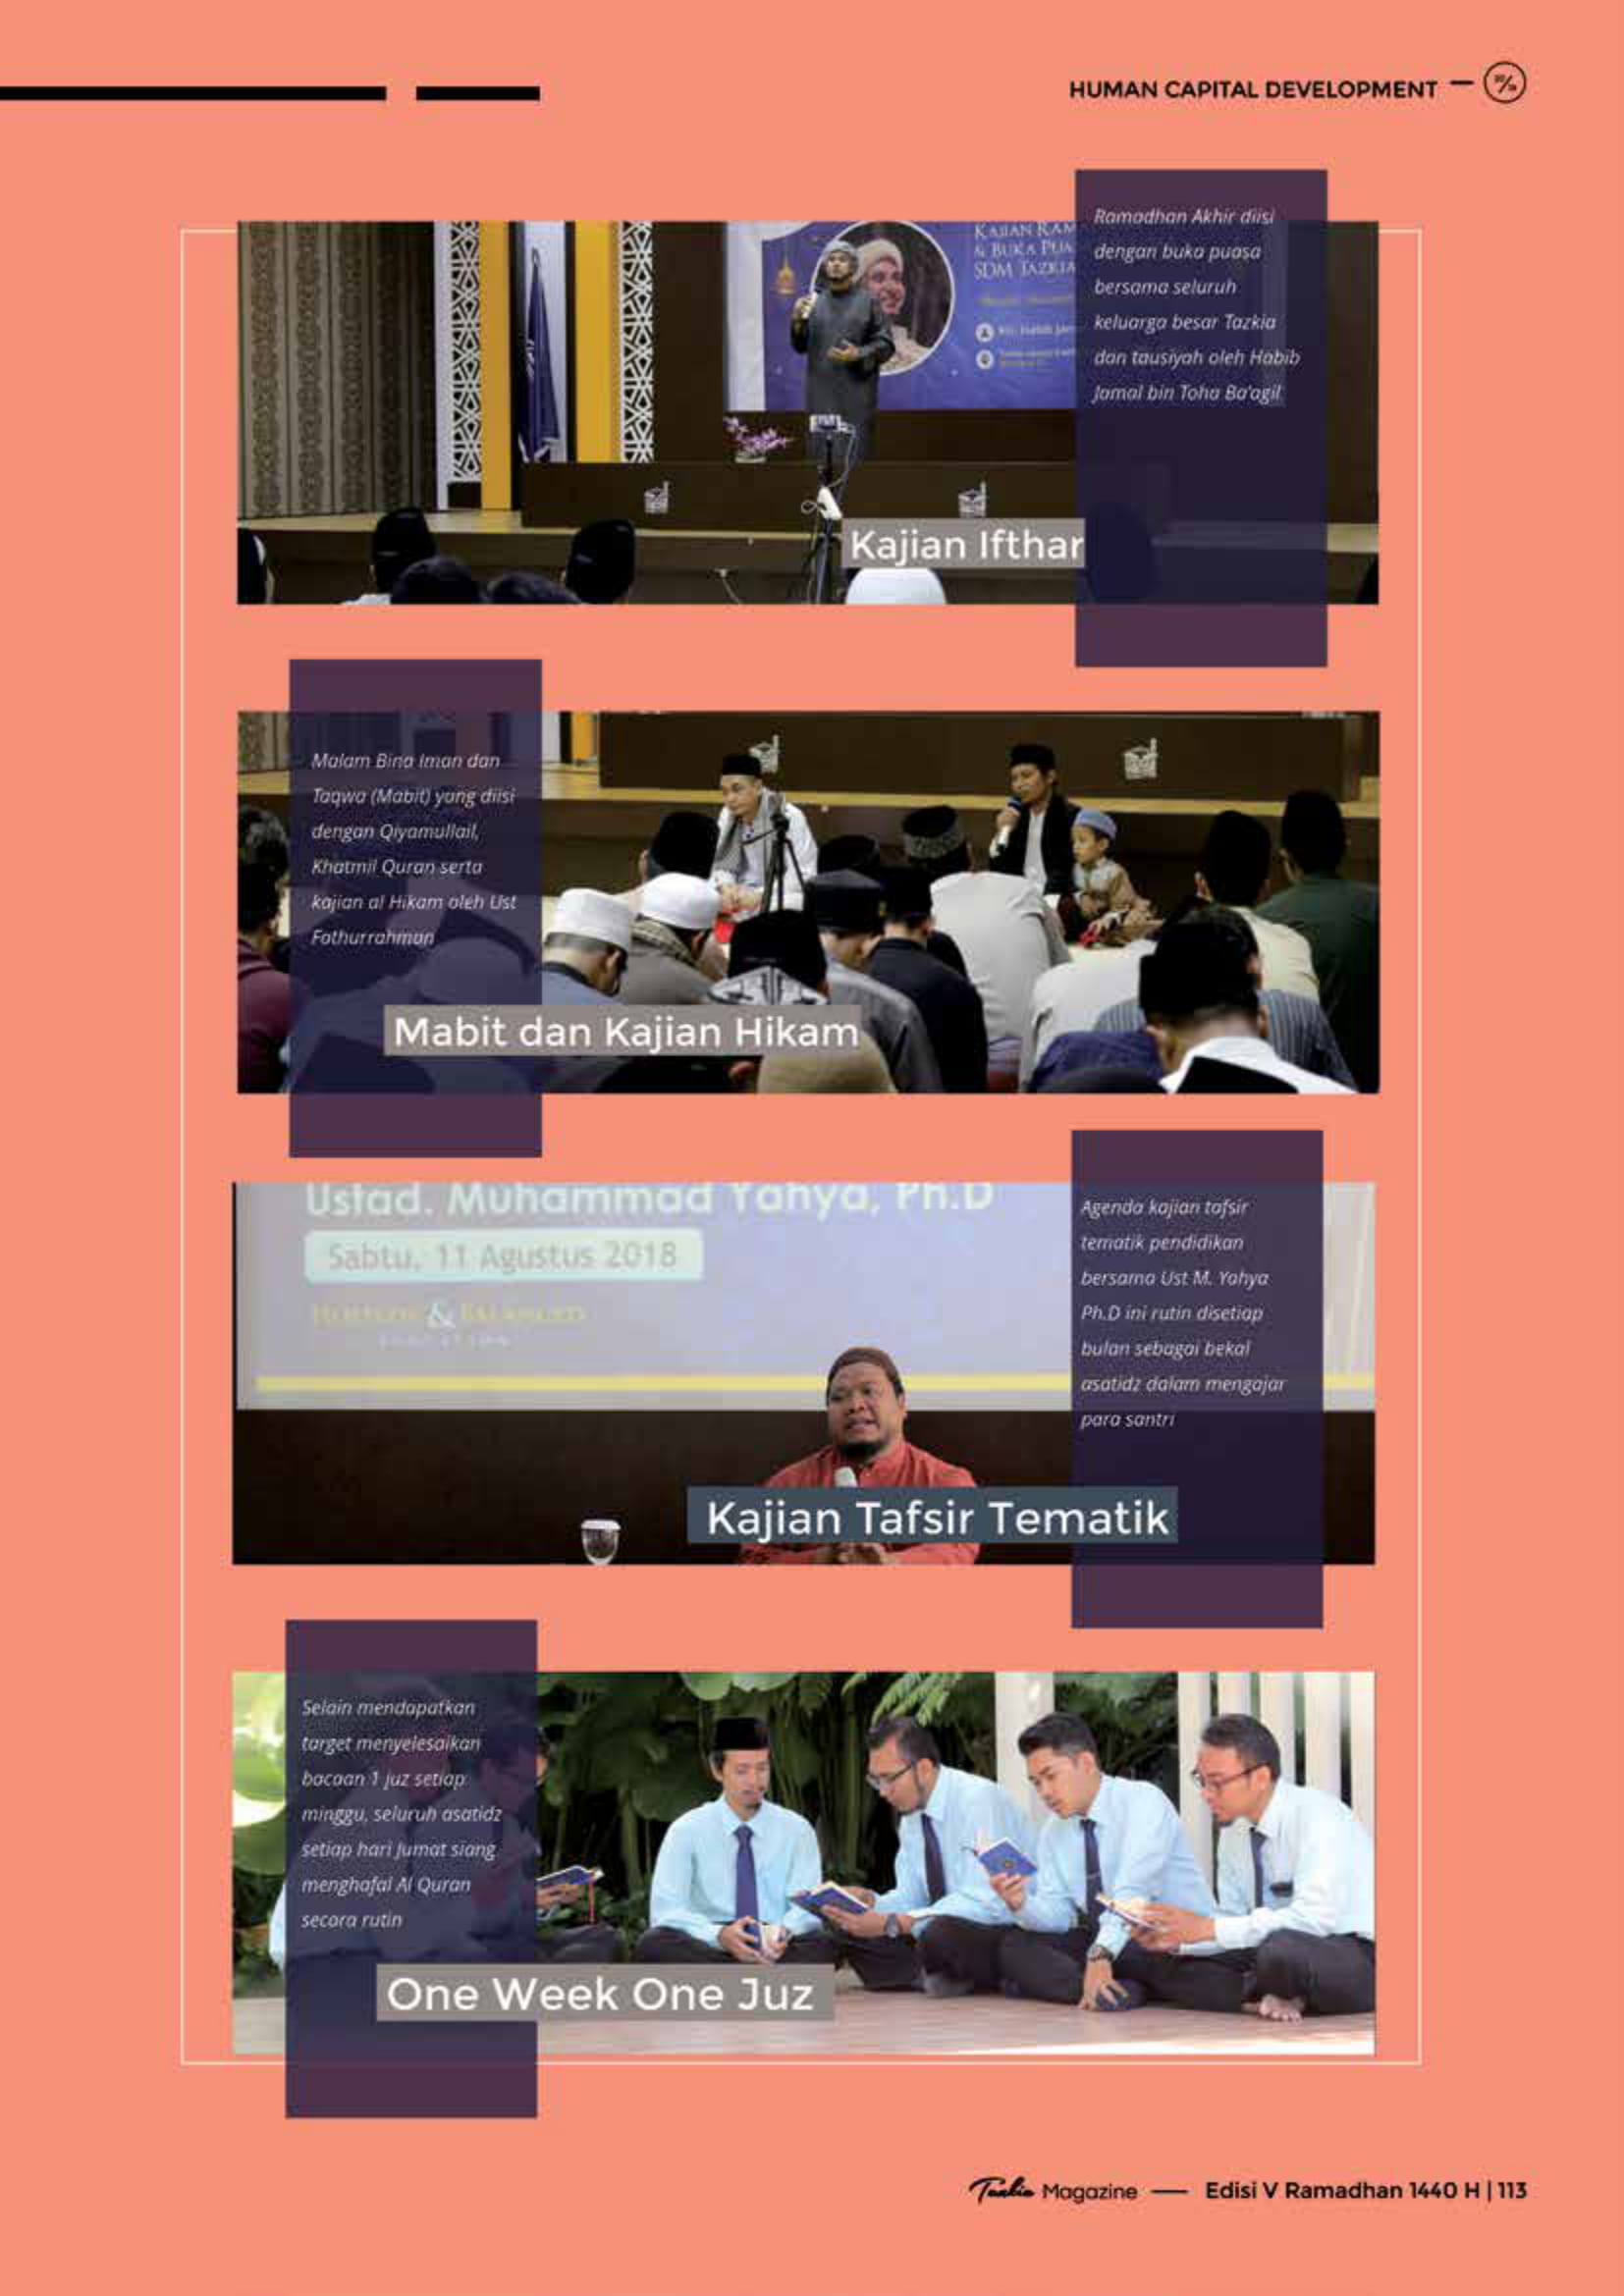 HUMAN CAPITAL DEVELOPMENT
KAJIAN RAM
& BUKA PUA
SDM TAZKIA
Ramadhan Akhir diisi
dengan buka puasa
bersama seluruh
keluarga besar Tazkia
dan tausiyah oleh Habib
Jamal bin Toha Ba'agil
Kajian Ifthar
Malam Bina Iman dan
Taqwa (Mabit) yang diisi
dengan Qiyamullail,
Khatmil Quran serta
kajian al Hikam oleh Ust
Fathurrahman
Mabit dan Kajian Hikam
Ustad. Muhammad Yahya, Ph.D
Sabtu, 11 Agustus 2018
& BALANCED
Agenda kajian tafsir
tematik pendidikan
bersama Ust M. Yahya
Ph.D ini rutin disetiap
bulan sebagai bekal
asatidz dalam mengajar
para santri
Kajian Tafsir Tematik
Selain mendapatkan
target menyelesaikan
bacaan 1 juz setiap
minggu, seluruh asatidz
setiap hari Jumat siang
menghafal Al Quran
secara rutin
One Week One Juz
Tazkia Magazine — Edisi V Ramadhan 1440 H | 113